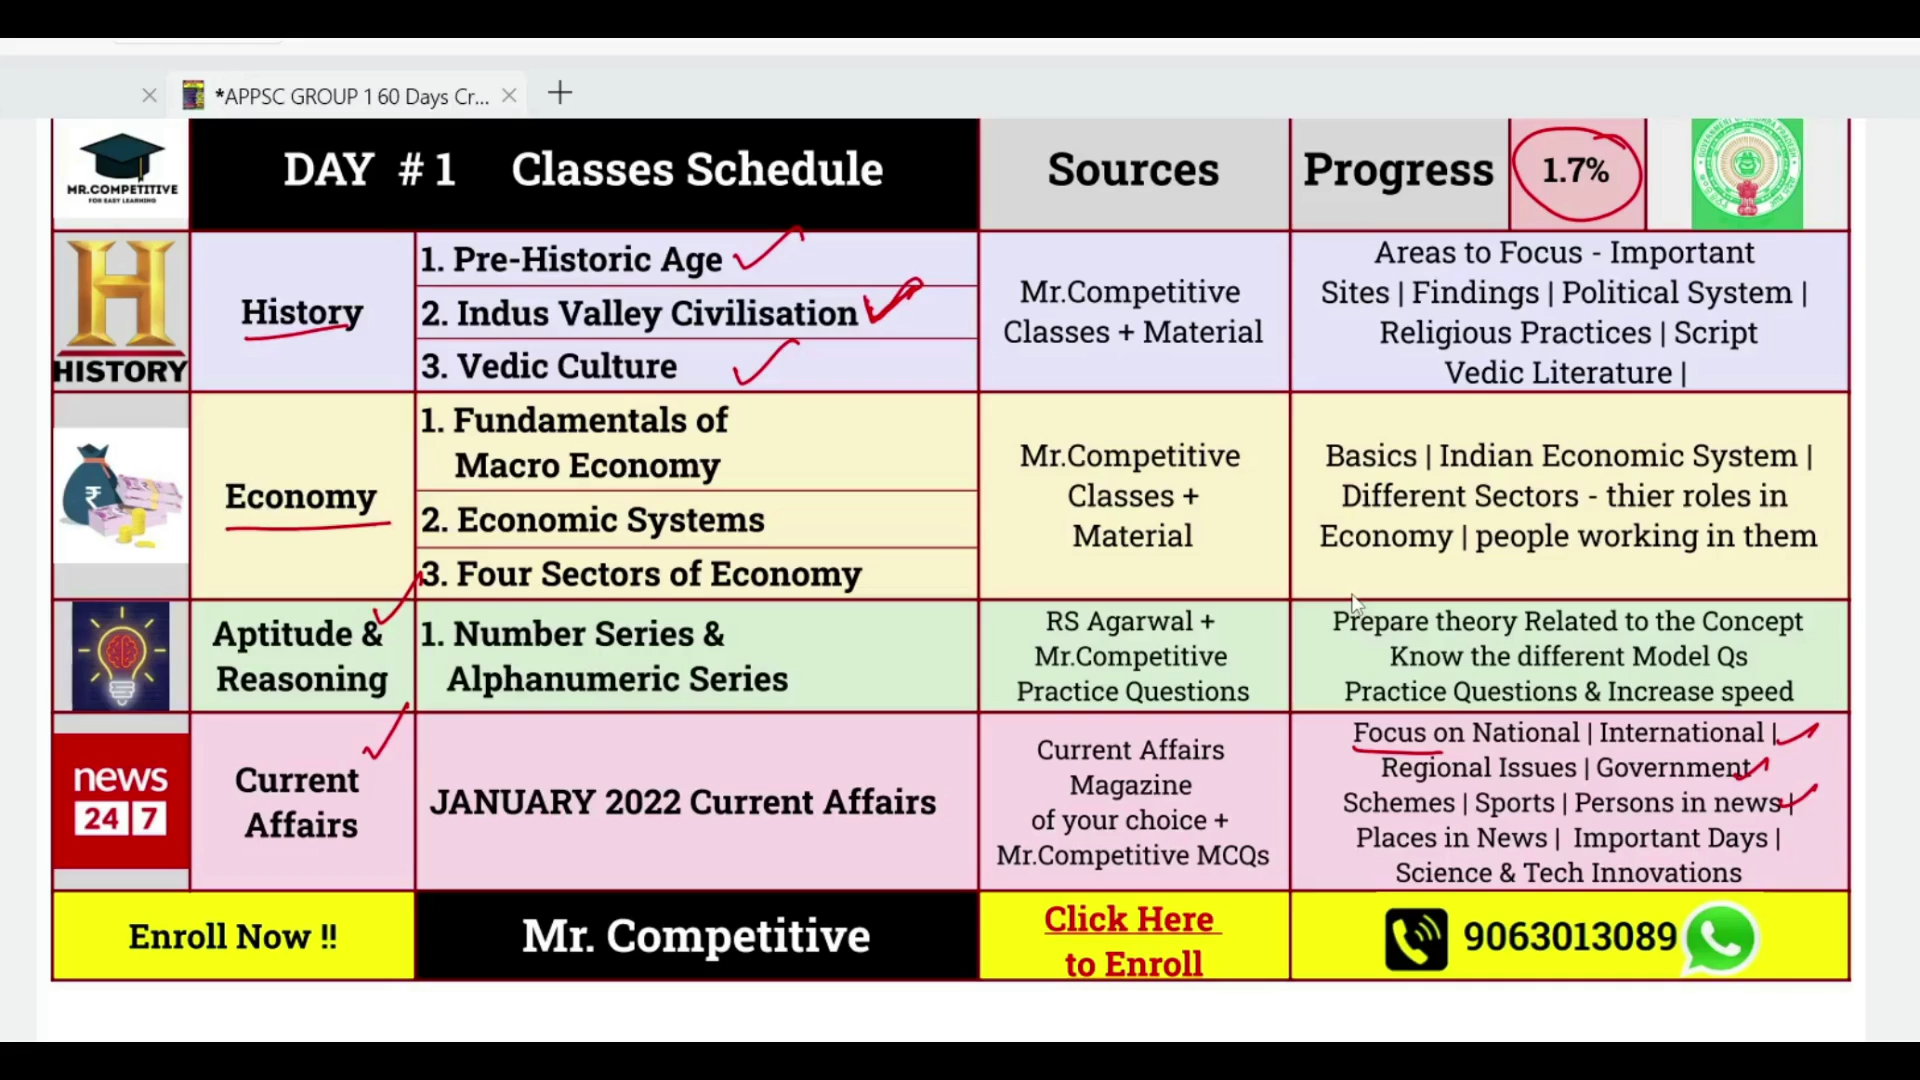 *APPSC GROUP 1 60 Days Cr...
MR.COMPETITIVE
FOR EASY LEARNING
DAY # 1 Classes Schedule
Sources
Progress
1.7%
HISTORY
History
1. Pre-Historic Age
2. Indus Valley Civilisation
3. Vedic Culture
Mr.Competitive
Classes + Material
Areas to Focus - Important
Sites | Findings | Political System |
Religious Practices | Script
Vedic Literature |
Economy
1. Fundamentals of
Macro Economy
2. Economic Systems
3. Four Sectors of Economy
Mr.Competitive
Classes +
Material
Basics | Indian Economic System |
Different Sectors - thier roles in
Economy | people working in them
Aptitude &
Reasoning
1. Number Series &
Alphanumeric Series
RS Agarwal +
Mr.Competitive
Practice Questions
Prepare theory Related to the Concept
Know the different Model Qs
Practice Questions & Increase speed
news
24 7
Current
Affairs
JANUARY 2022 Current Affairs
Current Affairs
Magazine
of your choice +
Mr.Competitive MCQs
Focus on National | International |
Regional Issues | Government
Schemes | Sports | Persons in news |
Places in News | Important Days |
Science & Tech Innovations
Enroll Now !!
Mr. Competitive
Click Here
to Enroll
9063013089